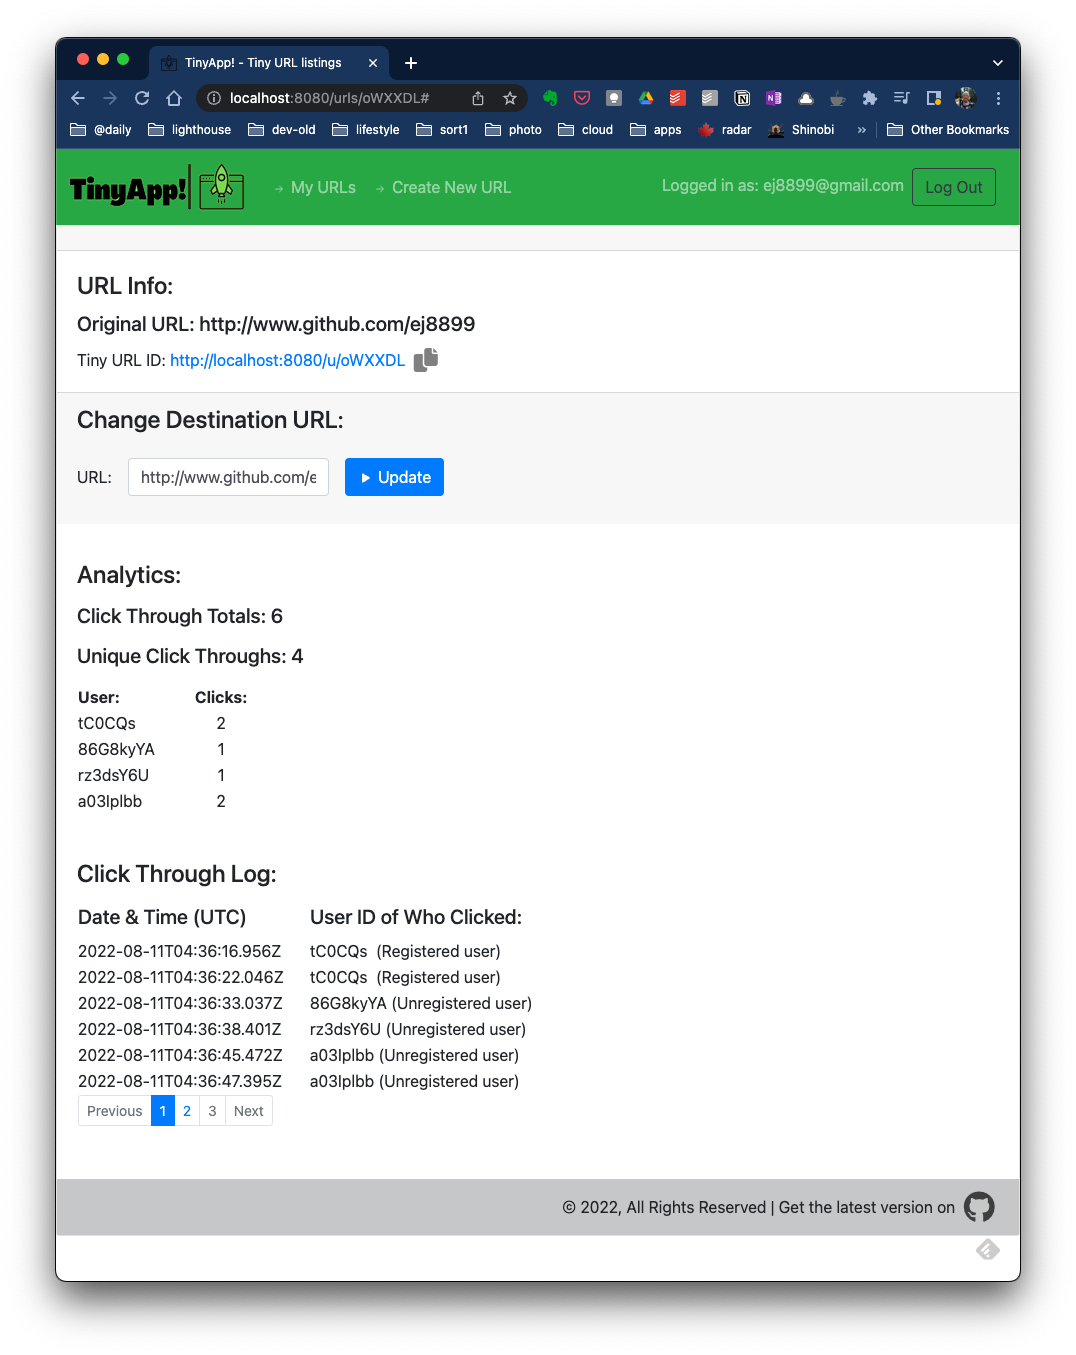 TinyApp! - Tiny URL listings
localhost:8080/urls/oWXXDL#
@daily lighthouse dev-old lifestyle sort1 photo cloud apps radar Shinobi » Other Bookmarks
TinyApp! → My URLs → Create New URL Logged in as: ej8899@gmail.com Log Out
URL Info:
Original URL: http://www.github.com/ej8899
Tiny URL ID: http://localhost:8080/u/oWXXDL
Change Destination URL:
URL: http://www.github.com/e Update
Analytics:
Click Through Totals: 6
Unique Click Throughs: 4
User: Clicks:
tC0CQs 2
86G8kyYA 1
rz3dsY6U 1
a03lplbb 2
Click Through Log:
Date & Time (UTC) User ID of Who Clicked:
2022-08-11T04:36:16.956Z tC0CQs (Registered user)
2022-08-11T04:36:22.046Z tC0CQs (Registered user)
2022-08-11T04:36:33.037Z 86G8kyYA (Unregistered user)
2022-08-11T04:36:38.401Z rz3dsY6U (Unregistered user)
2022-08-11T04:36:45.472Z a03lplbb (Unregistered user)
2022-08-11T04:36:47.395Z a03lplbb (Unregistered user)
Previous 1 2 3 Next
© 2022, All Rights Reserved | Get the latest version on